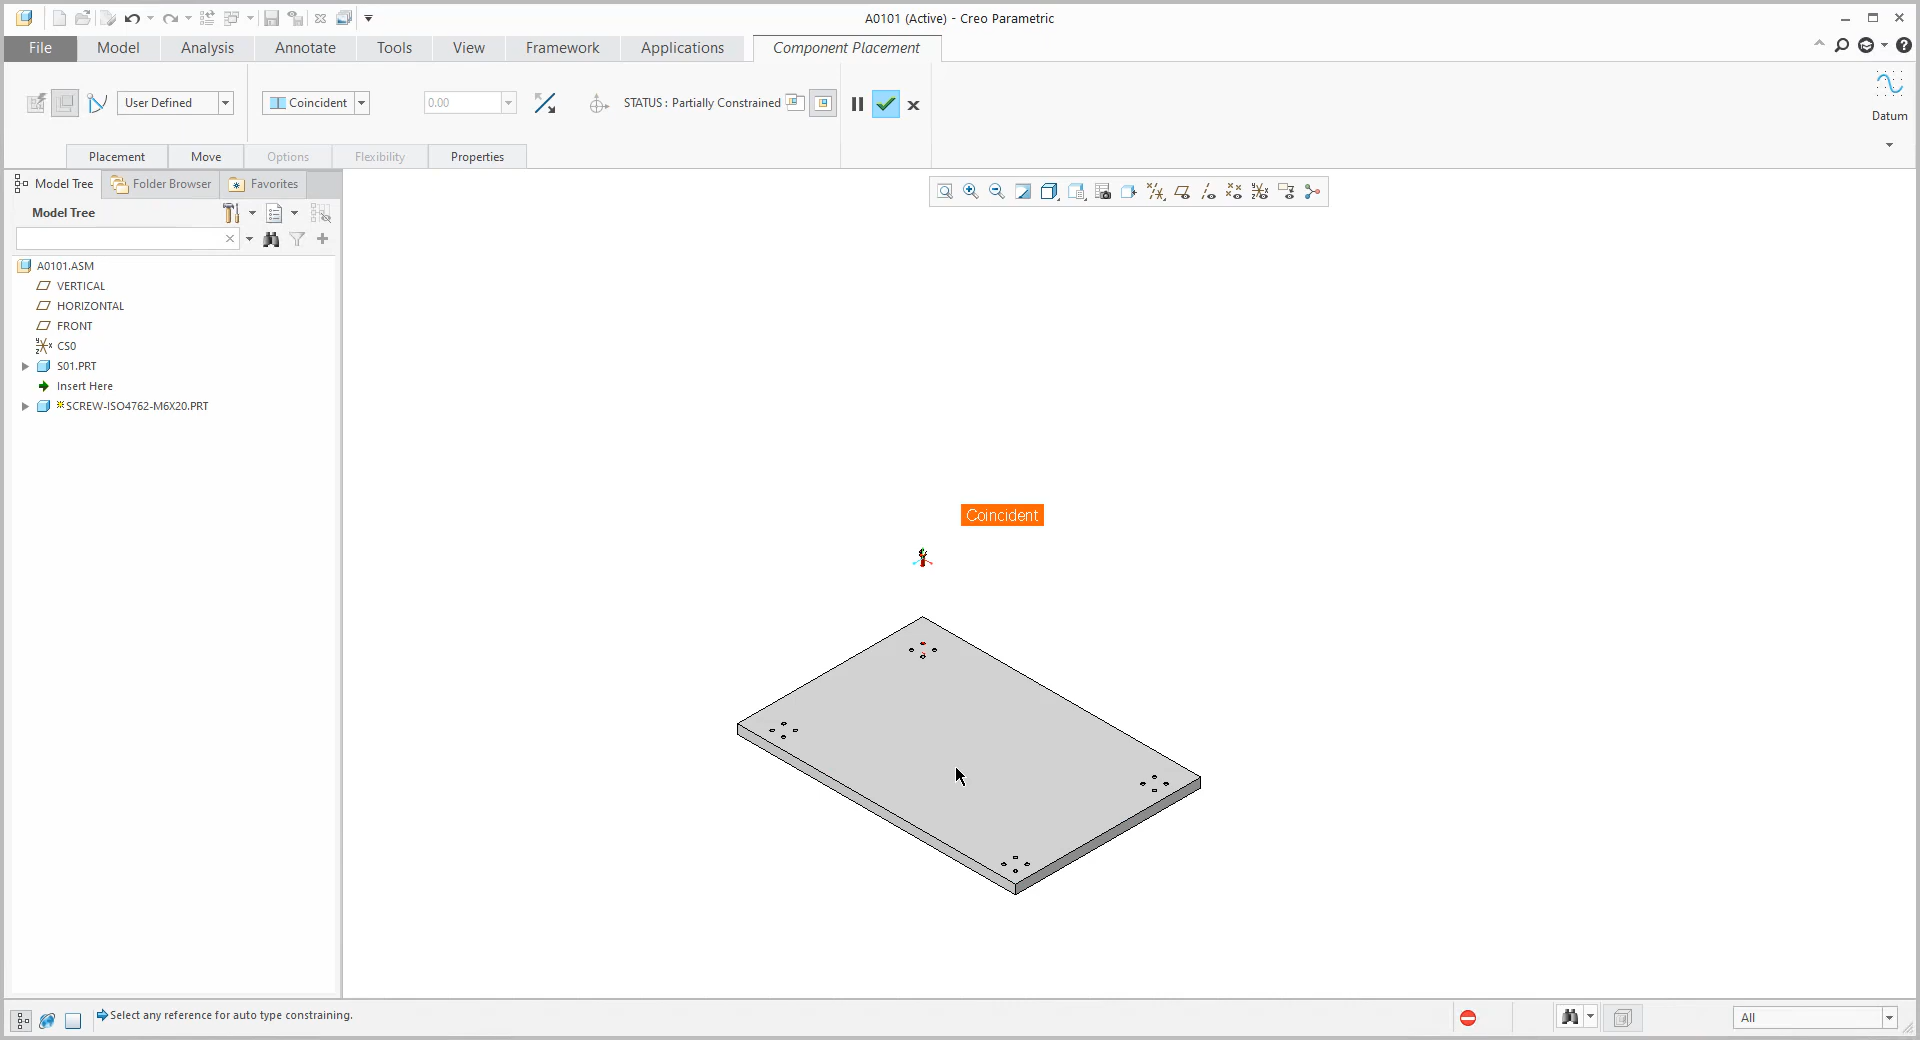 A0101 (Active) - Creo Parametric
File
Model
Analysis
Annotate
Tools
View
Framework
Applications
Component Placement
User Defined
Coincident
0.00
STATUS : Partially Constrained
Datum
Placement
Move
Options
Flexibility
Properties
Model Tree
Folder Browser
Favorites
Model Tree
A0101.ASM
VERTICAL
HORIZONTAL
FRONT
CS0
S01.PRT
Insert Here
SCREW-ISO4762-M6X20.PRT
Coincident
Select any reference for auto type constraining.
All